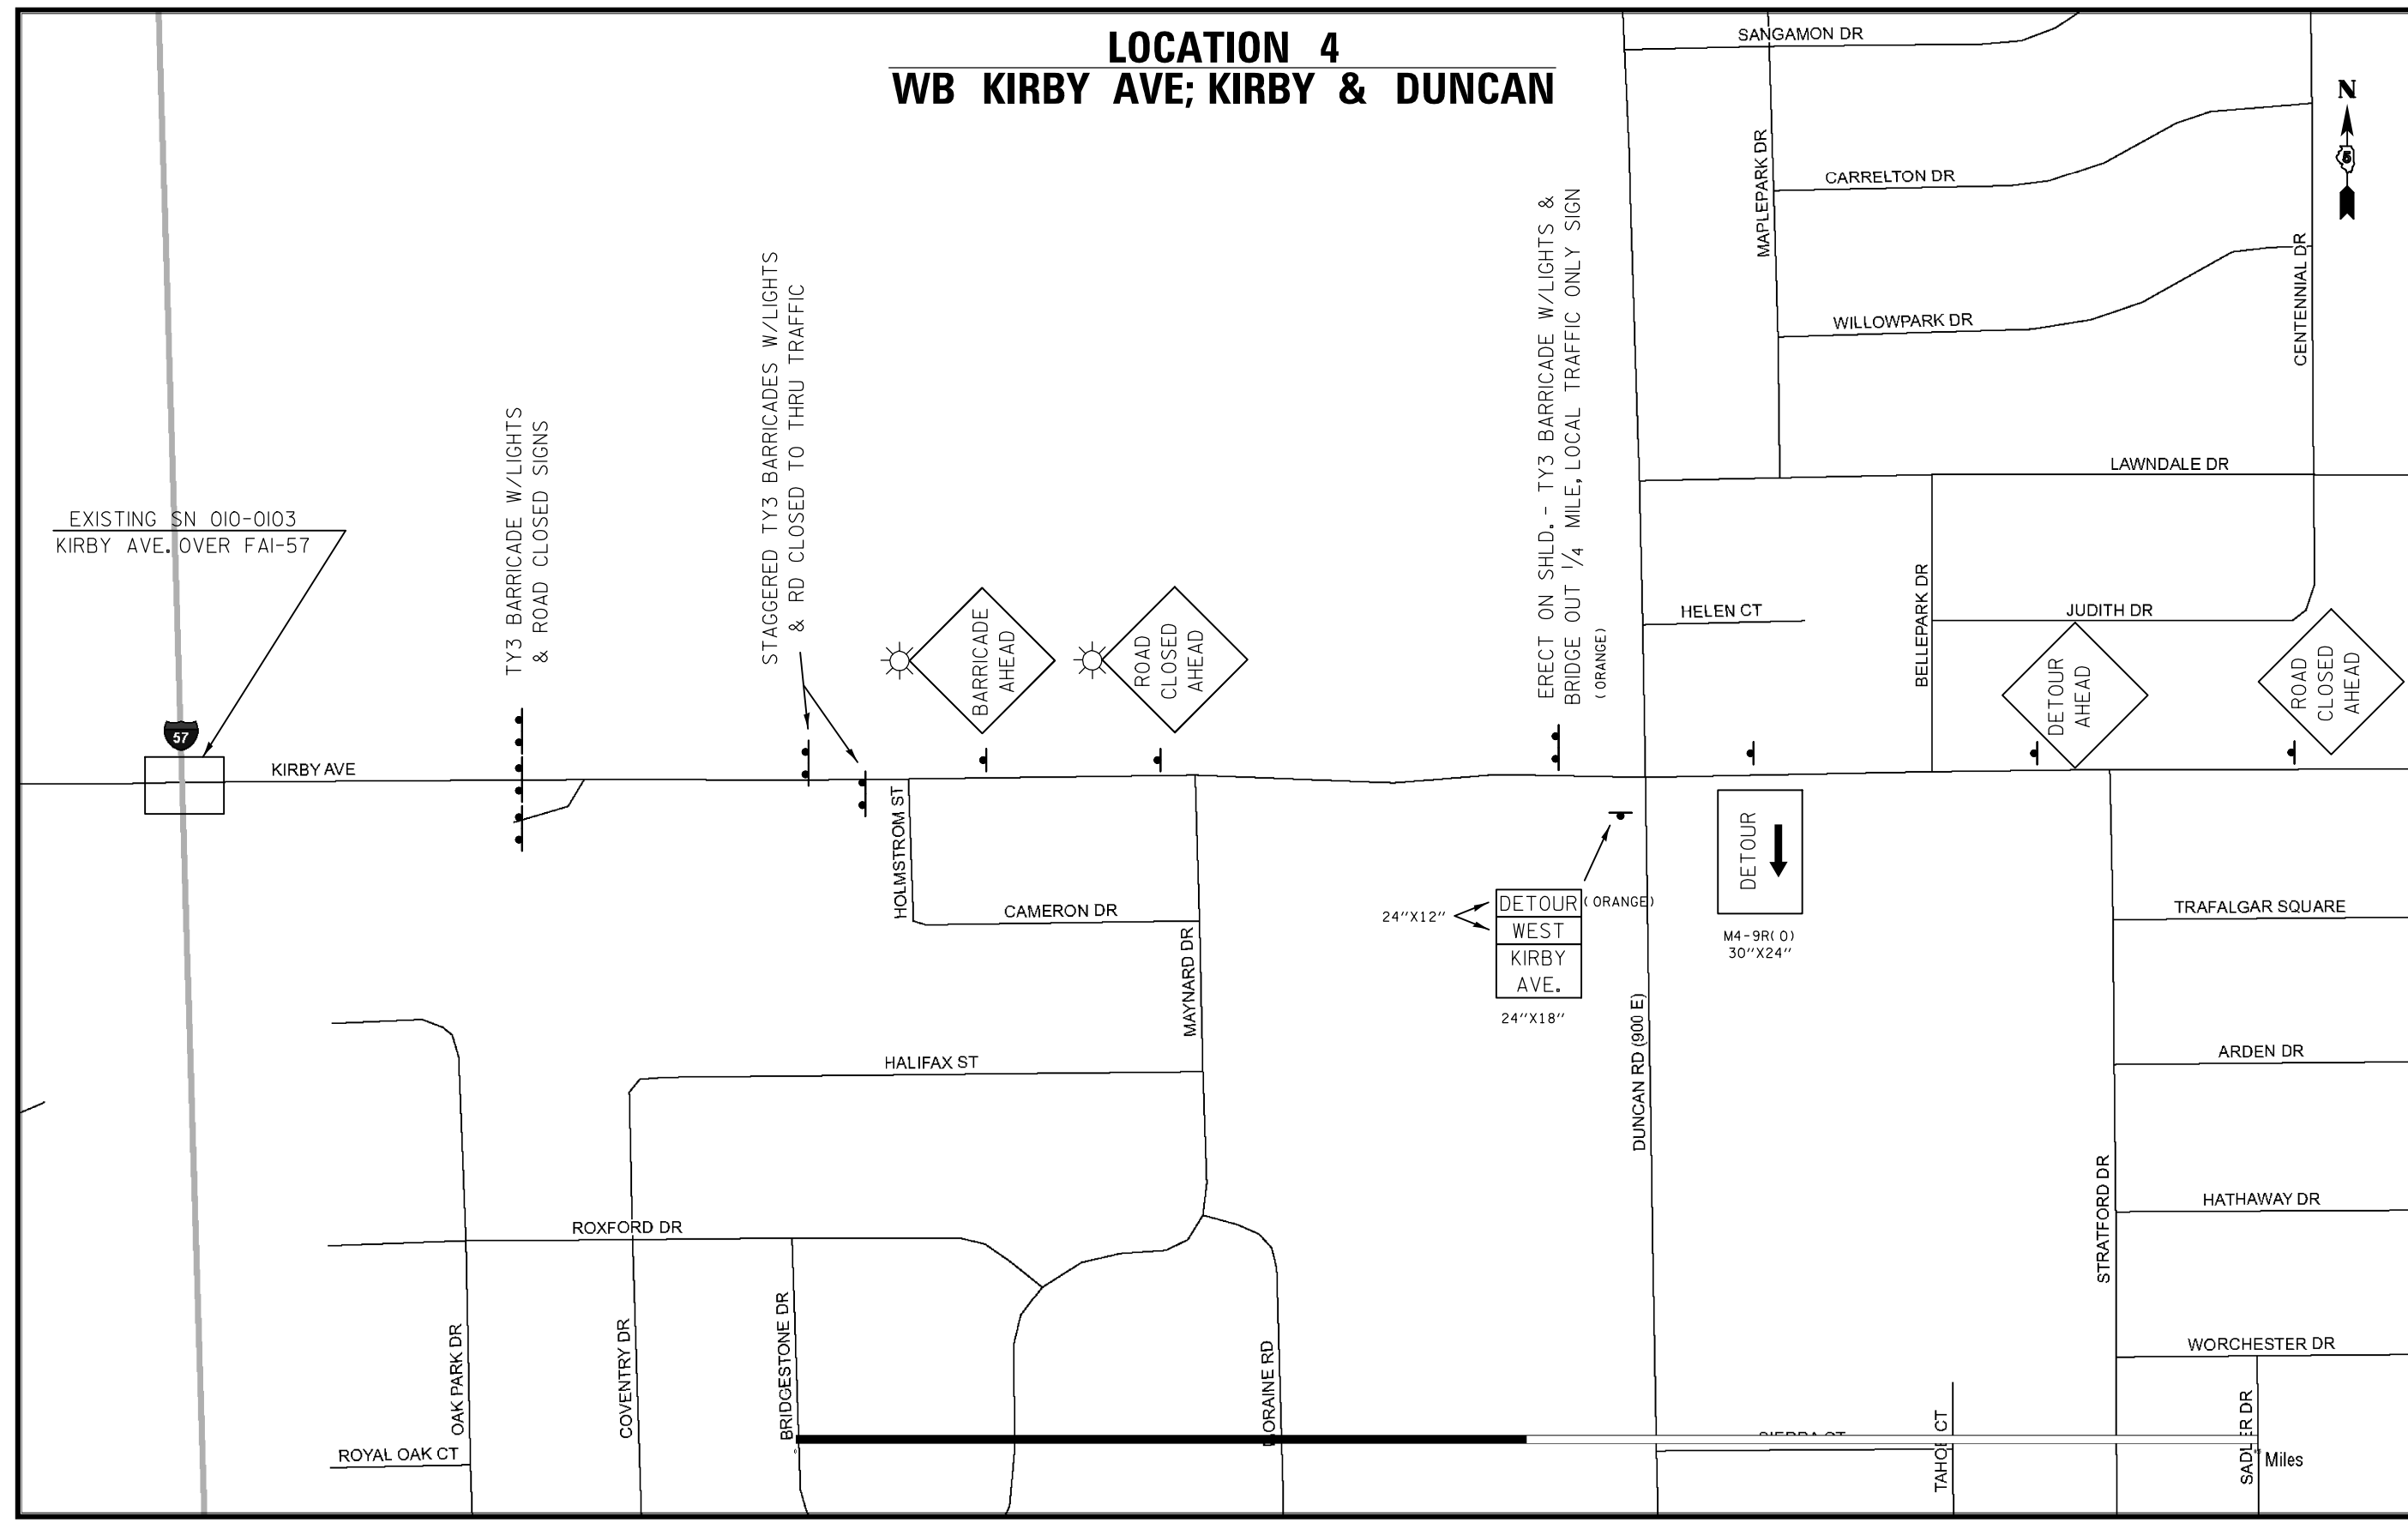 LOCATION 4
WB KIRBY AVE; KIRBY & DUNCAN
SANGAMON DR
N
5
MAPLEPARK DR
CARRELTON DR
WILLOWPARK DR
CENTENNIAL DR
LAWNDALE DR
EXISTING SN 010-0103
KIRBY AVE. OVER FAI-57
TY3 BARRICADE W/LIGHTS
& ROAD CLOSED SIGNS
STAGGERED TY3 BARRICADES W/LIGHTS
& RD CLOSED TO THRU TRAFFIC
BARRICADE
AHEAD
ROAD
CLOSED
AHEAD
ERECT ON SHLD. - TY3 BARRICADE W/LIGHTS &
BRIDGE OUT 1/4 MILE, LOCAL TRAFFIC ONLY SIGN
(ORANGE)
HELEN CT
BELLEPARK DR
JUDITH DR
DETOUR
AHEAD
ROAD
CLOSED
AHEAD
57
KIRBY AVE
HOLMSTROM ST
CAMERON DR
MAYNARD DR
24"X12"
DETOUR
(ORANGE)
WEST
KIRBY
AVE.
24"X18"
DETOUR
M4-9R(O)
30"X24"
DUNCAN RD (900 E)
TRAFALGAR SQUARE
ARDEN DR
HALIFAX ST
STRATFORD DR
HATHAWAY DR
ROXFORD DR
OAK PARK DR
COVENTRY DR
BRIDGESTONE DR
WORCHESTER DR
ROYAL OAK CT
TAHOE CT
SADLER DR
Miles